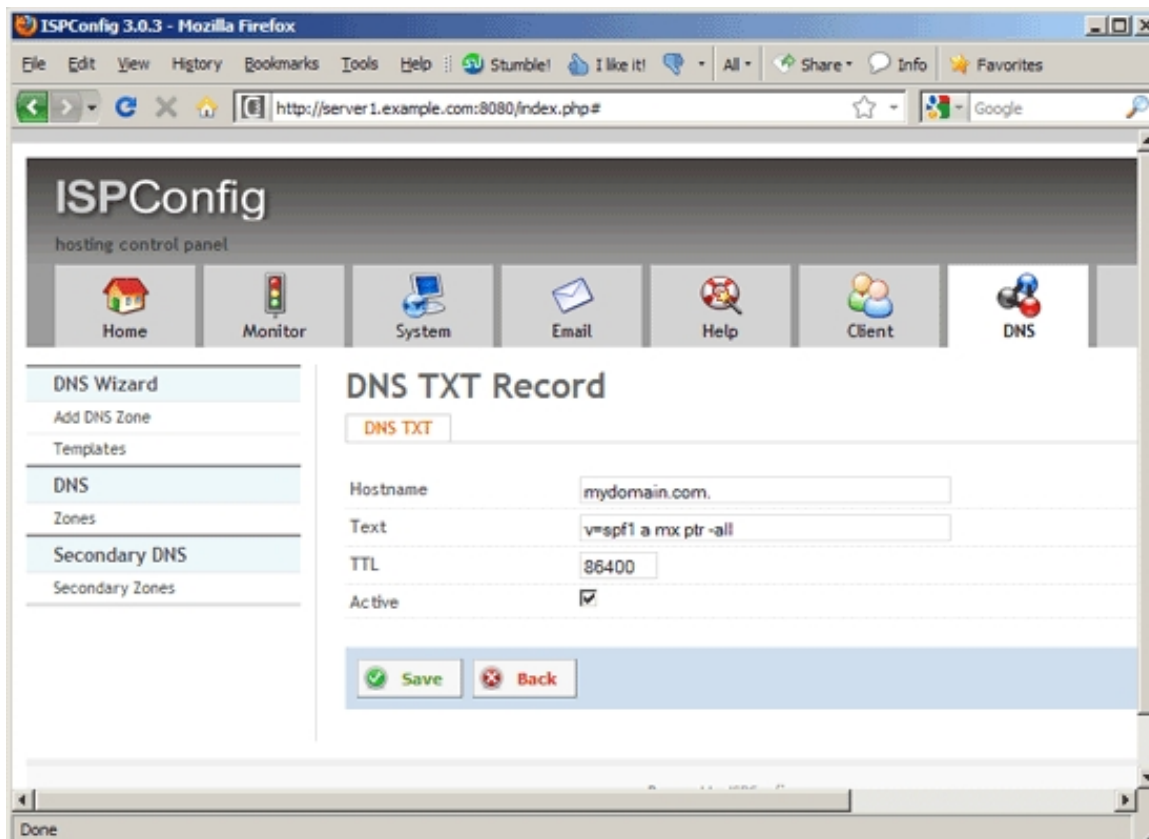 ISPConfig 3.0.3 - Mozilla Firefox
File Edit View History Bookmarks Tools Help Stumble! I like it! All Share Info Favorites
http://server1.example.com:8080/index.php# Google
ISPConfig
hosting control panel
Home Monitor System Email Help Client DNS
DNS Wizard
Add DNS Zone
Templates
DNS
Zones
Secondary DNS
Secondary Zones
DNS TXT Record
DNS TXT
Hostname mydomain.com.
Text v=spf1 a mx ptr -all
TTL 86400
Active
Save Back
Done